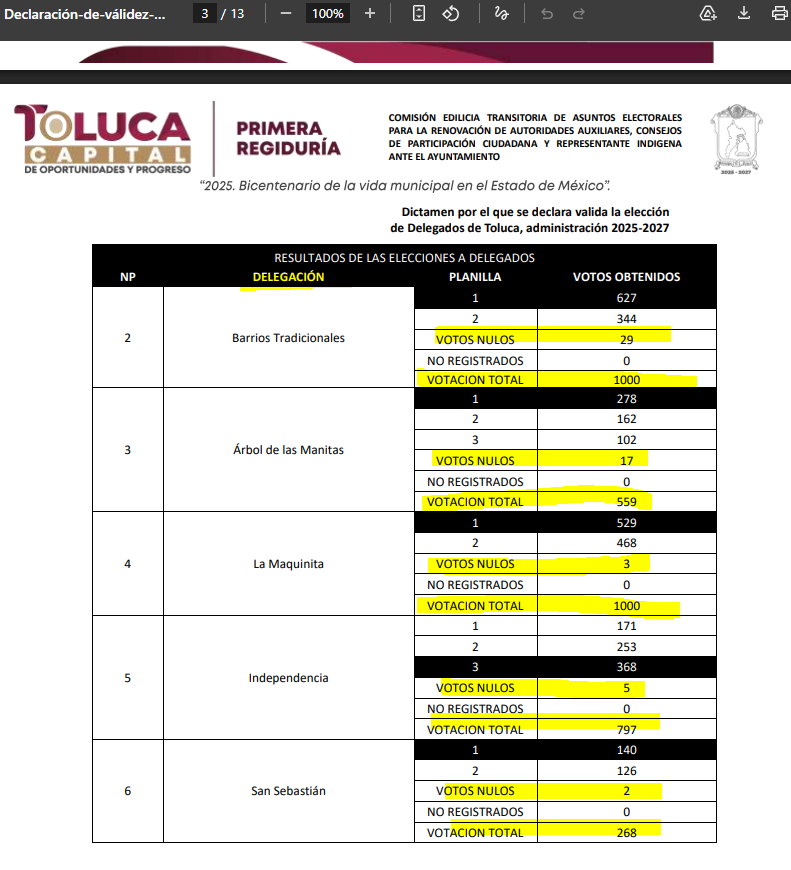 Declaración-de-válidez-...
3 / 13
100%
TOLUCA
CAPITAL
DE OPORTUNIDADES Y PROGRESO
PRIMERA
REGIDURÍA
COMISIÓN EDILICIA TRANSITORIA DE ASUNTOS ELECTORALES
PARA LA RENOVACIÓN DE AUTORIDADES AUXILIARES, CONSEJOS
DE PARTICIPACIÓN CIUDADANA Y REPRESENTANTE INDIGENA
ANTE EL AYUNTAMIENTO
2025 - 2027
“2025. Bicentenario de la vida municipal en el Estado de México”.
Dictamen por el que se declara valida la elección
de Delegados de Toluca, administración 2025-2027
RESULTADOS DE LAS ELECCIONES A DELEGADOS
NP DELEGACIÓN PLANILLA VOTOS OBTENIDOS
2 Barrios Tradicionales
1 627
2 344
VOTOS NULOS 29
NO REGISTRADOS 0
VOTACION TOTAL 1000
3 Árbol de las Manitas
1 278
2 162
3 102
VOTOS NULOS 17
NO REGISTRADOS 0
VOTACION TOTAL 559
4 La Maquinita
1 529
2 468
VOTOS NULOS 3
NO REGISTRADOS 0
VOTACION TOTAL 1000
5 Independencia
1 171
2 253
3 368
VOTOS NULOS 5
NO REGISTRADOS 0
VOTACION TOTAL 797
6 San Sebastián
1 140
2 126
VOTOS NULOS 2
NO REGISTRADOS 0
VOTACION TOTAL 268